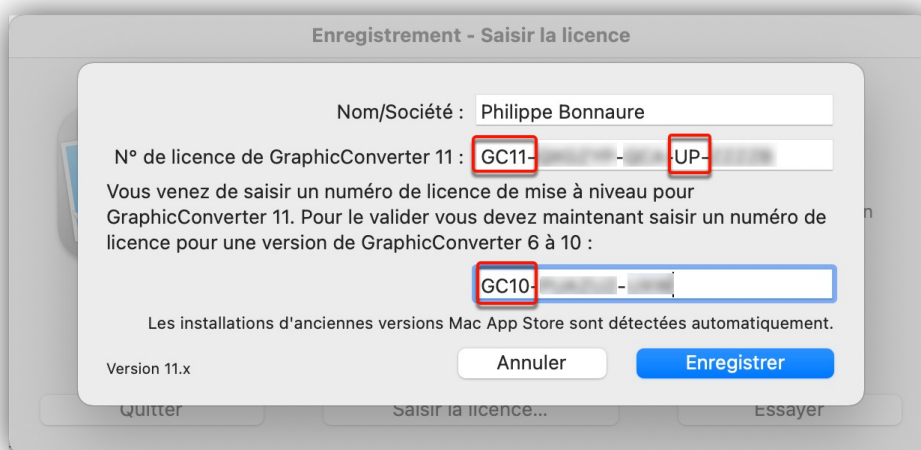 Enregistrement - Saisir la licence
Nom/Société : Philippe Bonnaure
N° de licence de GraphicConverter 11 : GC11- - -UP-
Vous venez de saisir un numéro de licence de mise à niveau pour
GraphicConverter 11. Pour le valider vous devez maintenant saisir un numéro de
licence pour une version de GraphicConverter 6 à 10 :
GC10- -
Les installations d'anciennes versions Mac App Store sont détectées automatiquement.
Version 11.x Annuler Enregistrer
Quitter Saisir la licence... Essayer